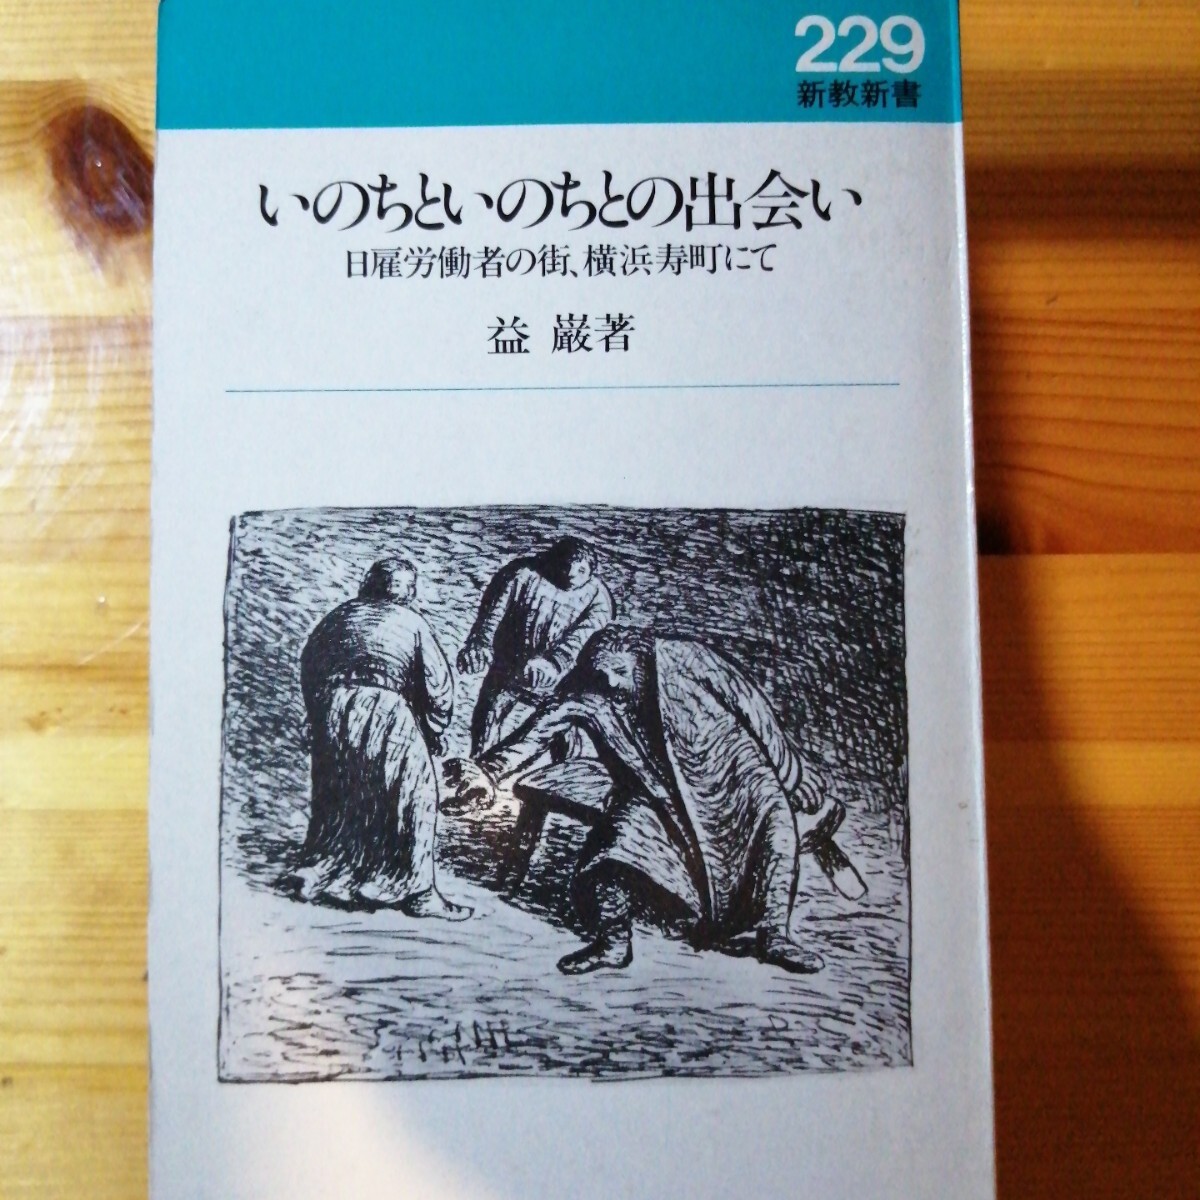 229
新教新書
いのちといのちとの出会い
日雇労働者の街、横浜寿町にて
益 巌著